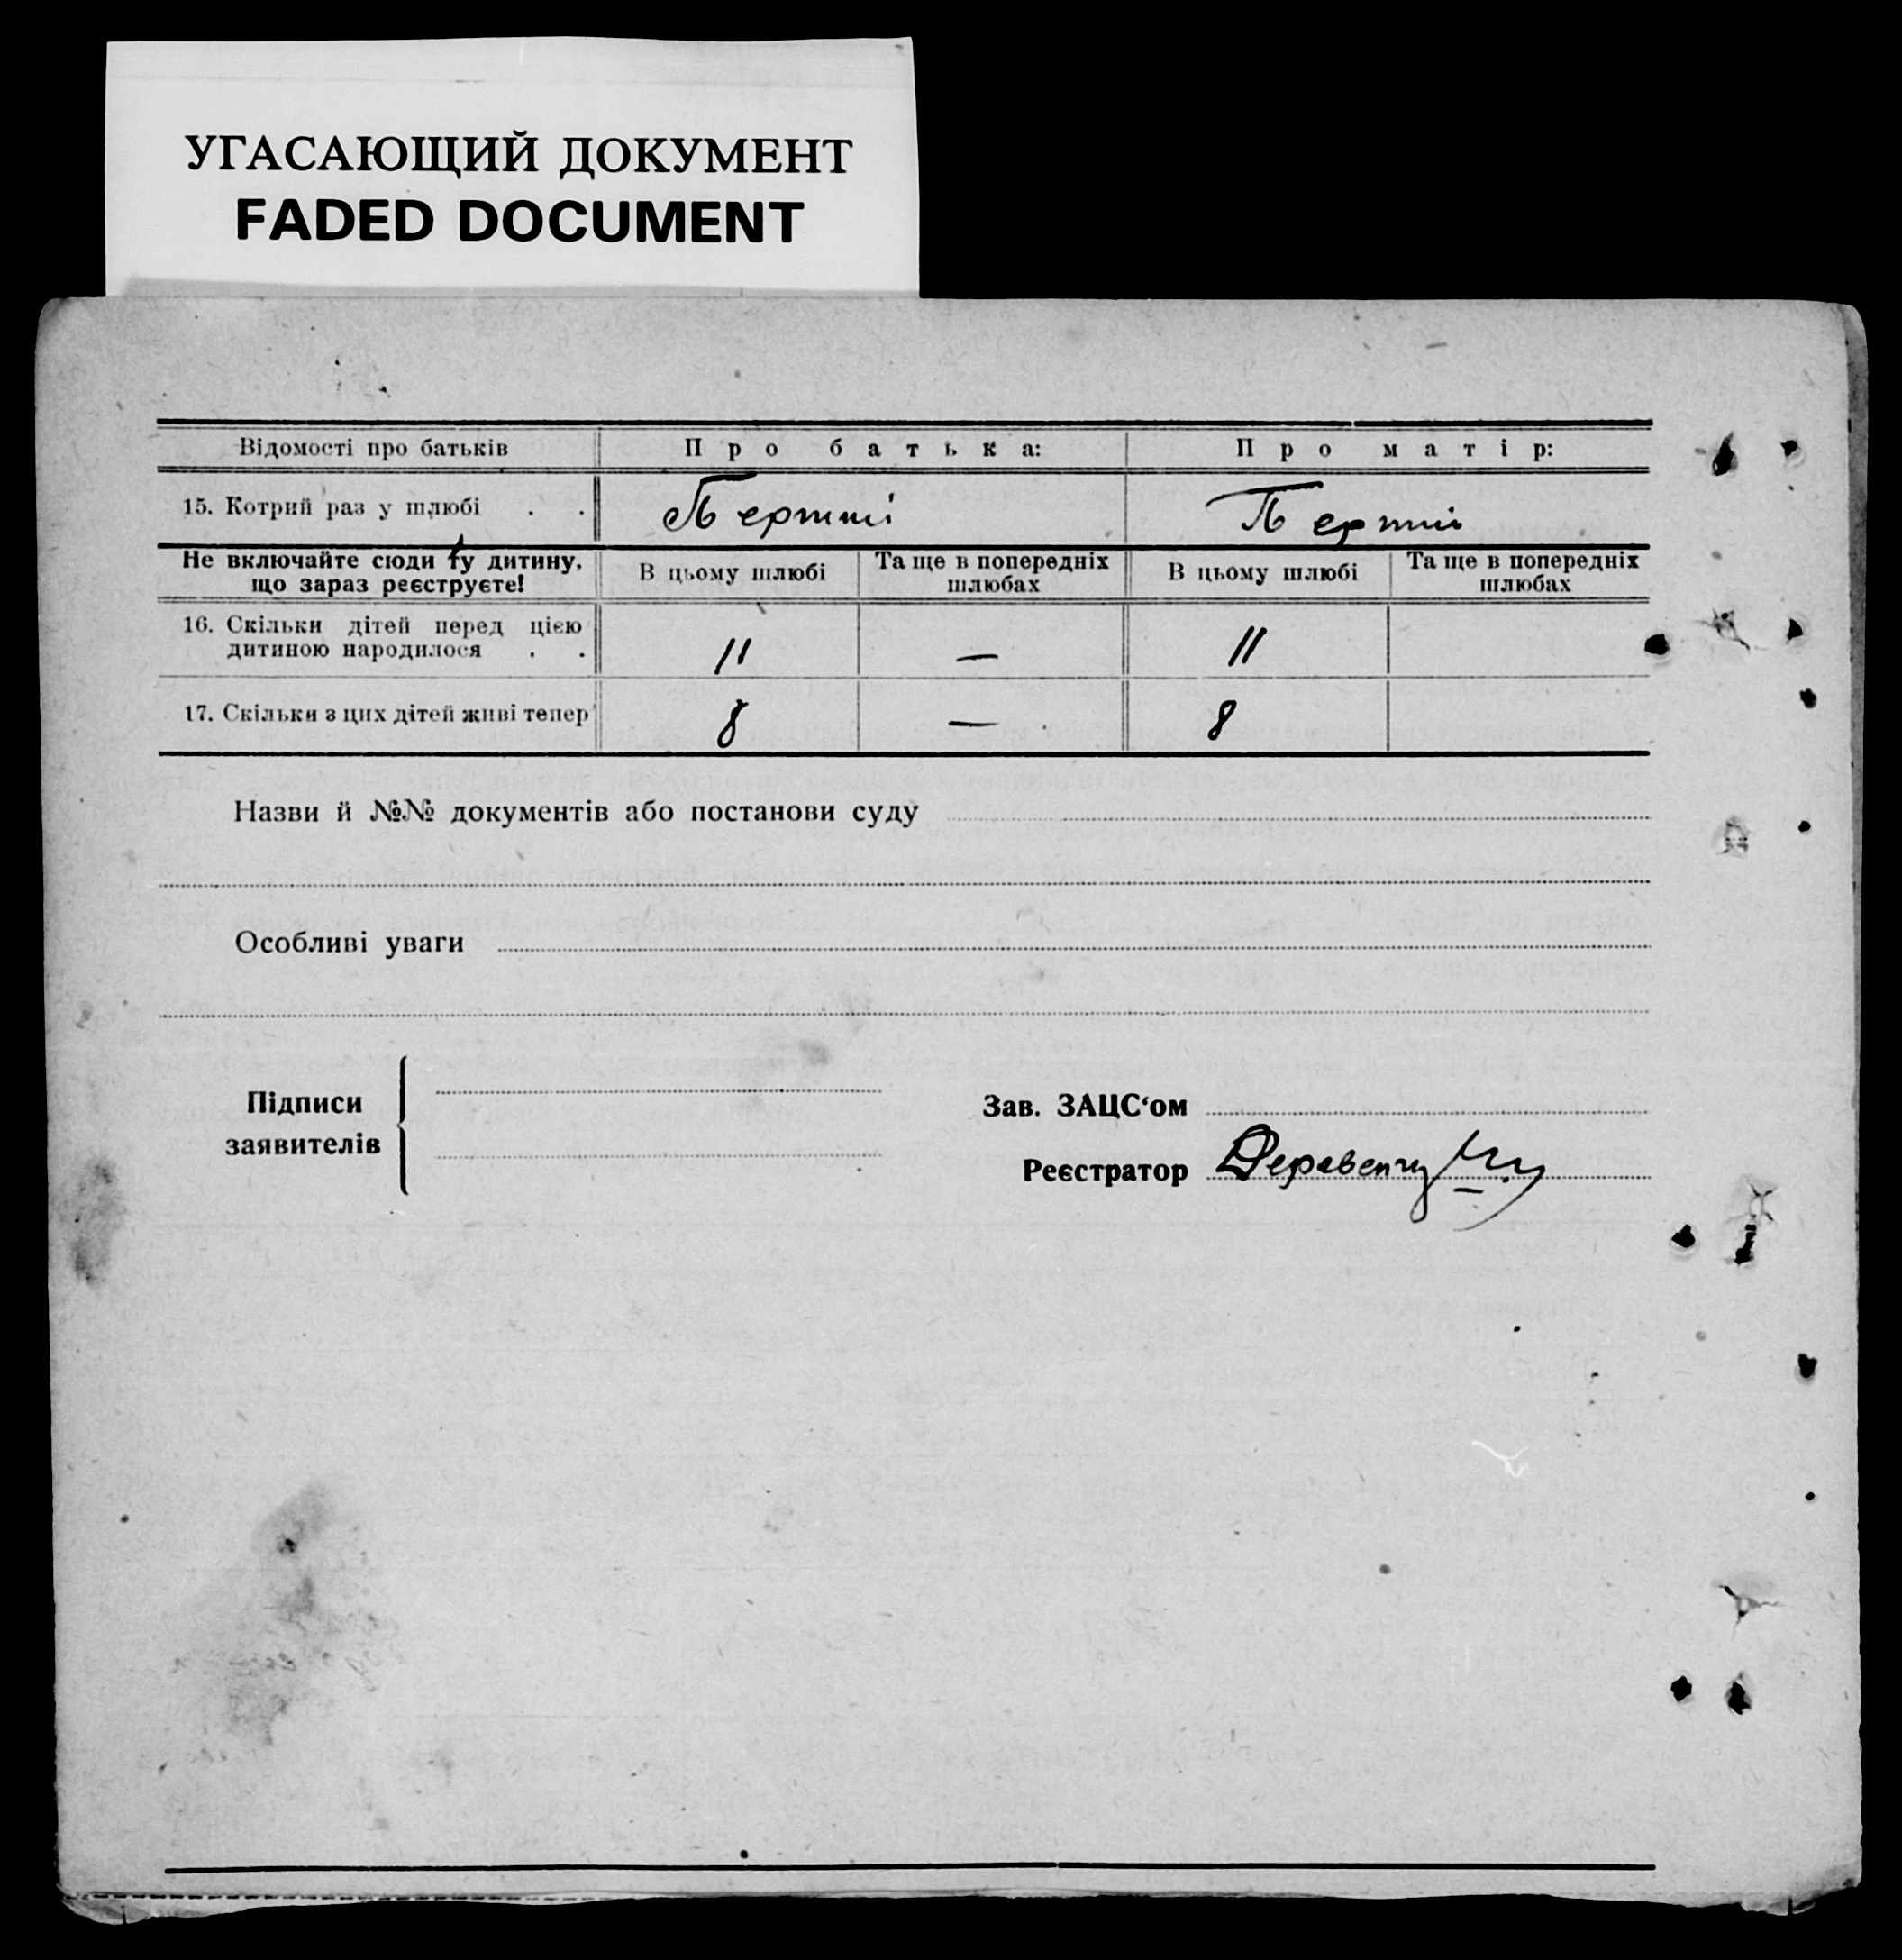 УГАСАЮЩИЙ ДОКУМЕНТ
FADED DOCUMENT
Відомості про батьків Про батька: Про матір:
15. Котрий раз у шлюбі . . Перший Перший
Не включайте сюди ту дитину, що зараз реєструєте! В цьому шлюбі Та ще в попередніх шлюбах В цьому шлюбі Та ще в попередніх шлюбах
16. Скільки дітей перед цією
дитиною народилося . . 11 — 11
17. Скільки з цих дітей живі тепер 8 — 8
Назви й №№ документів або постанови суду
Особливі уваги
Підписи
заявителів
Зав. ЗАЦС‘ом
Реєстратор